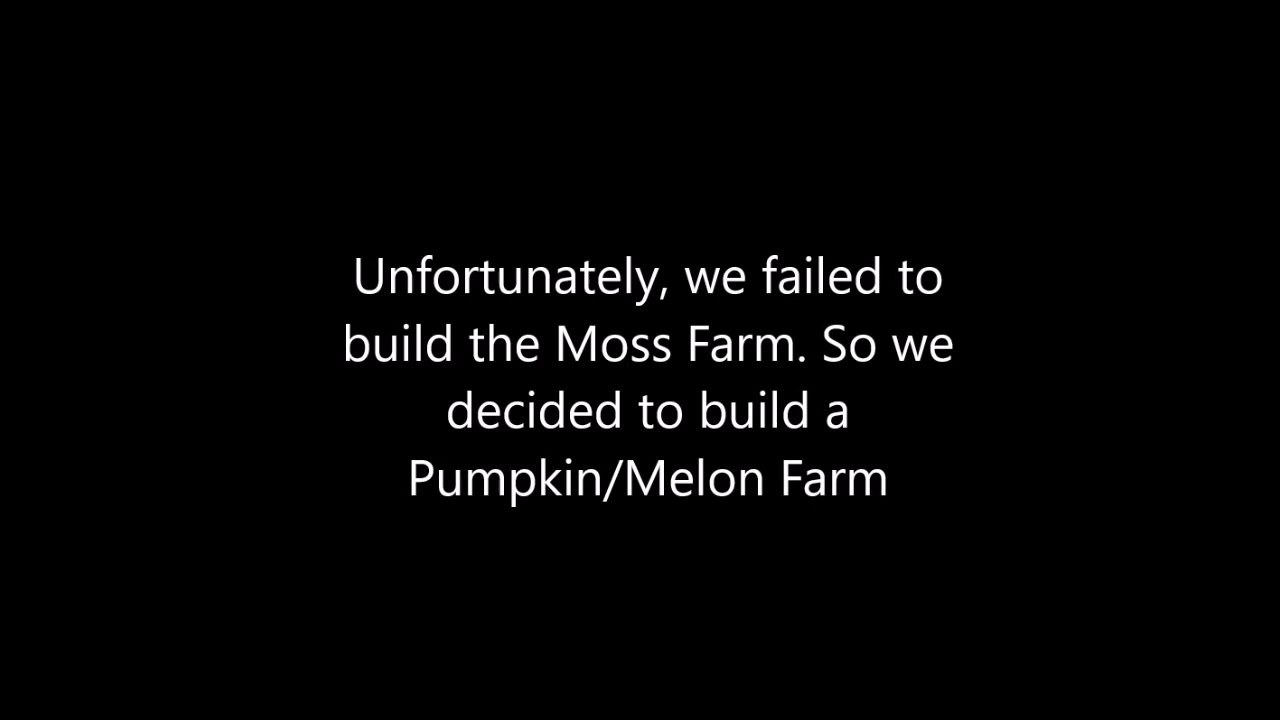 Unfortunately, we failed to
build the Moss Farm. So we
decided to build a
Pumpkin/Melon Farm